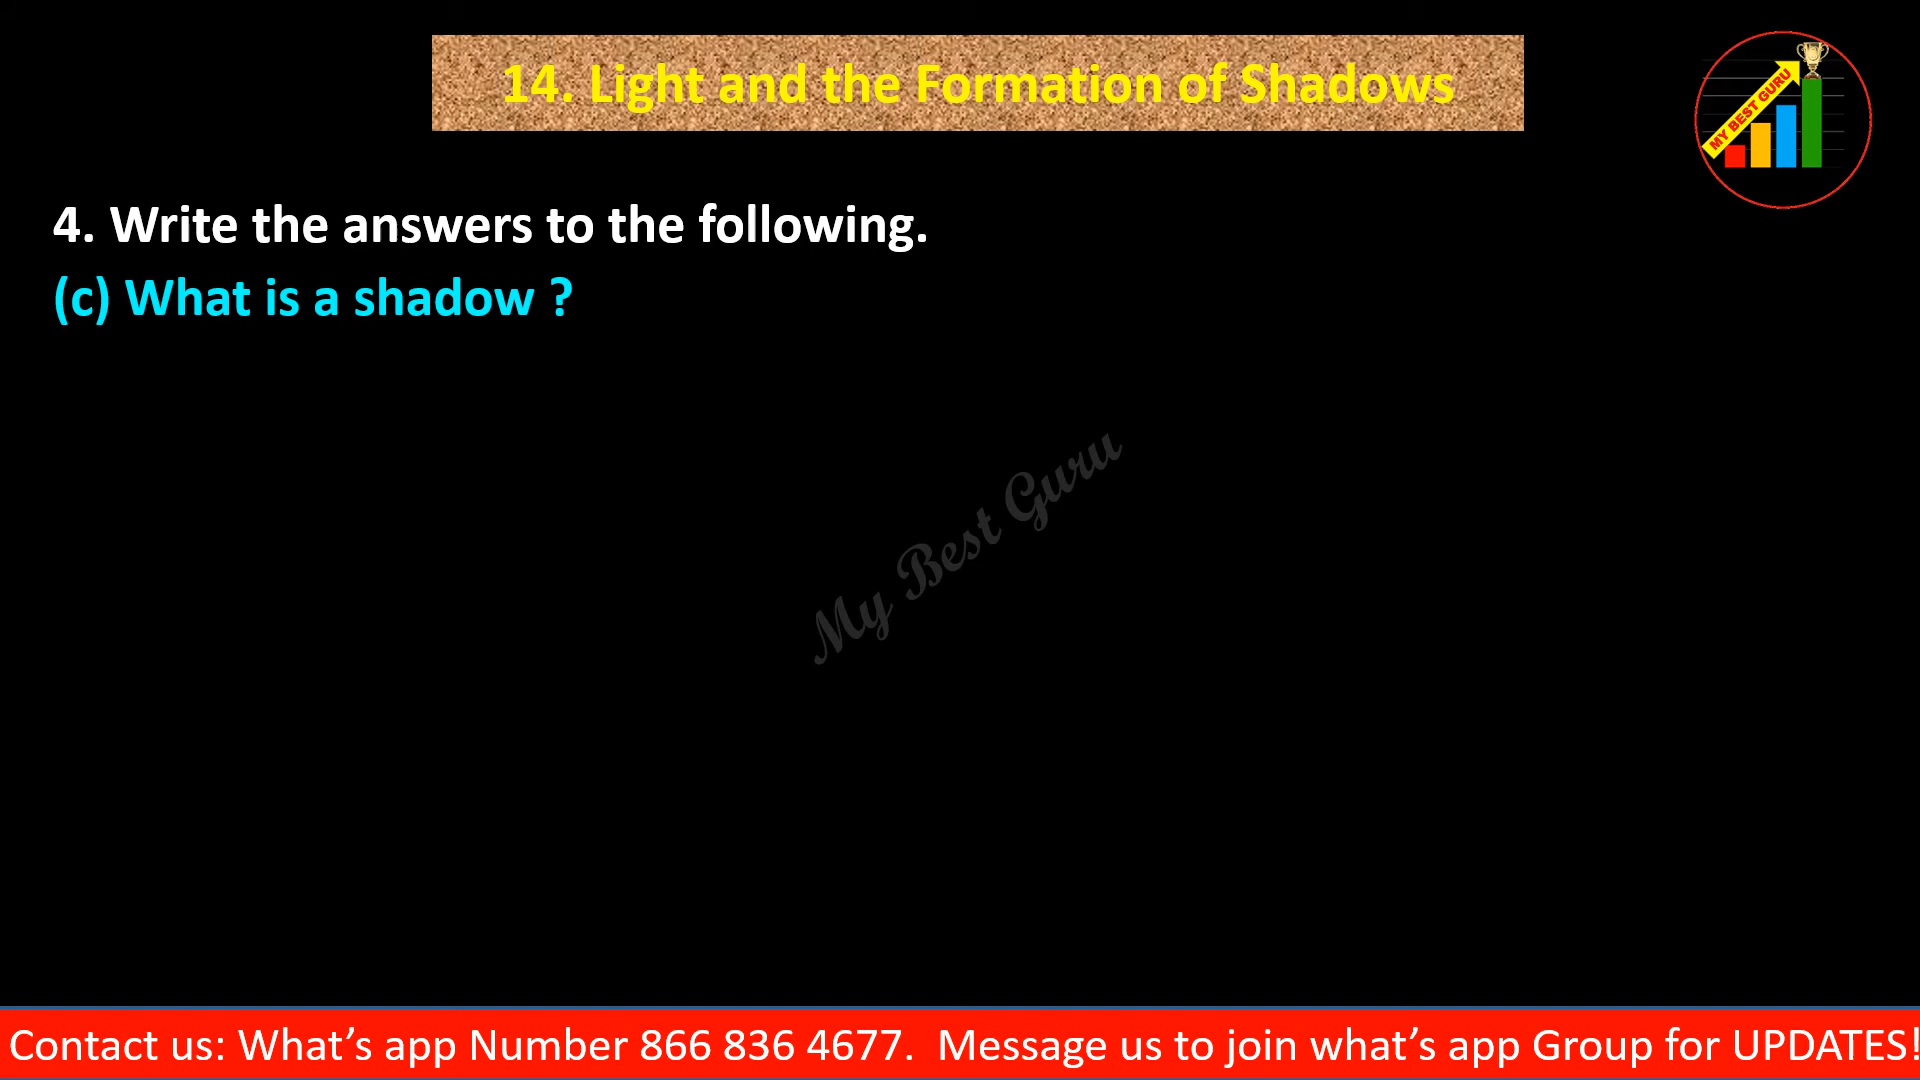 14. Light and the Formation of Shadows
MY BEST GURU
4. Write the answers to the following.
(c) What is a shadow ?
My Best Guru
Contact us: What’s app Number 866 836 4677.  Message us to join what’s app Group for UPDATES!